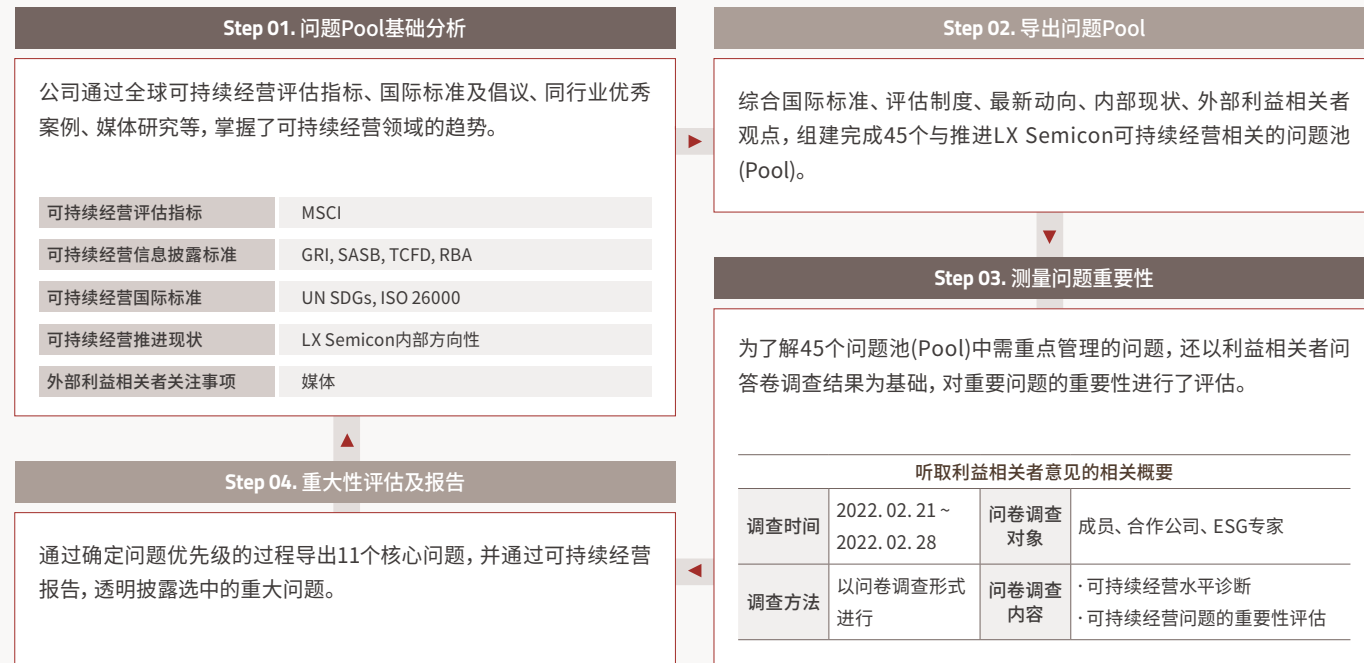 Step 01. 问题Pool基础分析
公司通过全球可持续经营评估指标、国际标准及倡议、同行业优秀
案例、媒体研究等，掌握了可持续经营领域的趋势。
可持续经营评估指标 MSCI
可持续经营信息披露标准 GRI, SASB, TCFD, RBA
可持续经营国际标准 UN SDGs, ISO 26000
可持续经营推进现状 LX Semicon内部方向性
外部利益相关者关注事项 媒体
Step 02. 导出问题Pool
综合国际标准、评估制度、最新动向、内部现状、外部利益相关者
观点，组建完成45个与推进LX Semicon可持续经营相关的问题池
(Pool)。
Step 03. 测量问题重要性
为了解45个问题池(Pool)中需重点管理的问题，还以利益相关者问
答卷调查结果为基础，对重要问题的重要性进行了评估。
听取利益相关者意见的相关概要
调查时间
2022. 02. 21 ~
2022. 02. 28
问卷调查
对象
成员、合作公司、ESG专家
调查方法
以问卷调查形式
进行
问卷调查
内容
· 可持续经营水平诊断
· 可持续经营问题的重要性评估
Step 04. 重大性评估及报告
通过确定问题优先级的过程导出11个核心问题，并通过可持续经营
报告，透明披露选中的重大问题。